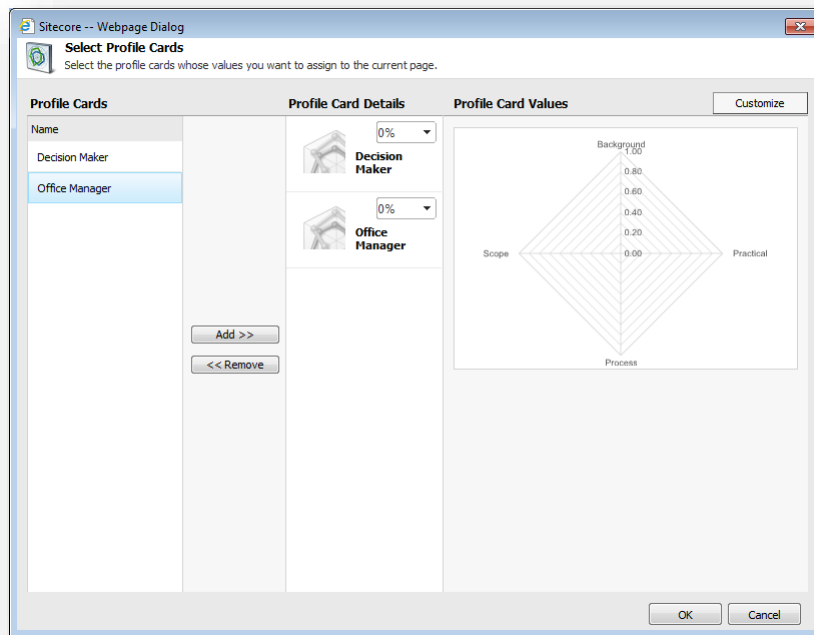 Sitecore -- Webpage Dialog
Select Profile Cards
Select the profile cards whose values you want to assign to the current page.
Profile Cards
Profile Card Details
Profile Card Values
Customize
Name
Decision Maker
Office Manager
Add >>
<< Remove
0%
Decision
Maker
0%
Office
Manager
Background
1.00
0.80
0.60
0.40
0.20
0.00
Scope
Practical
Process
OK
Cancel